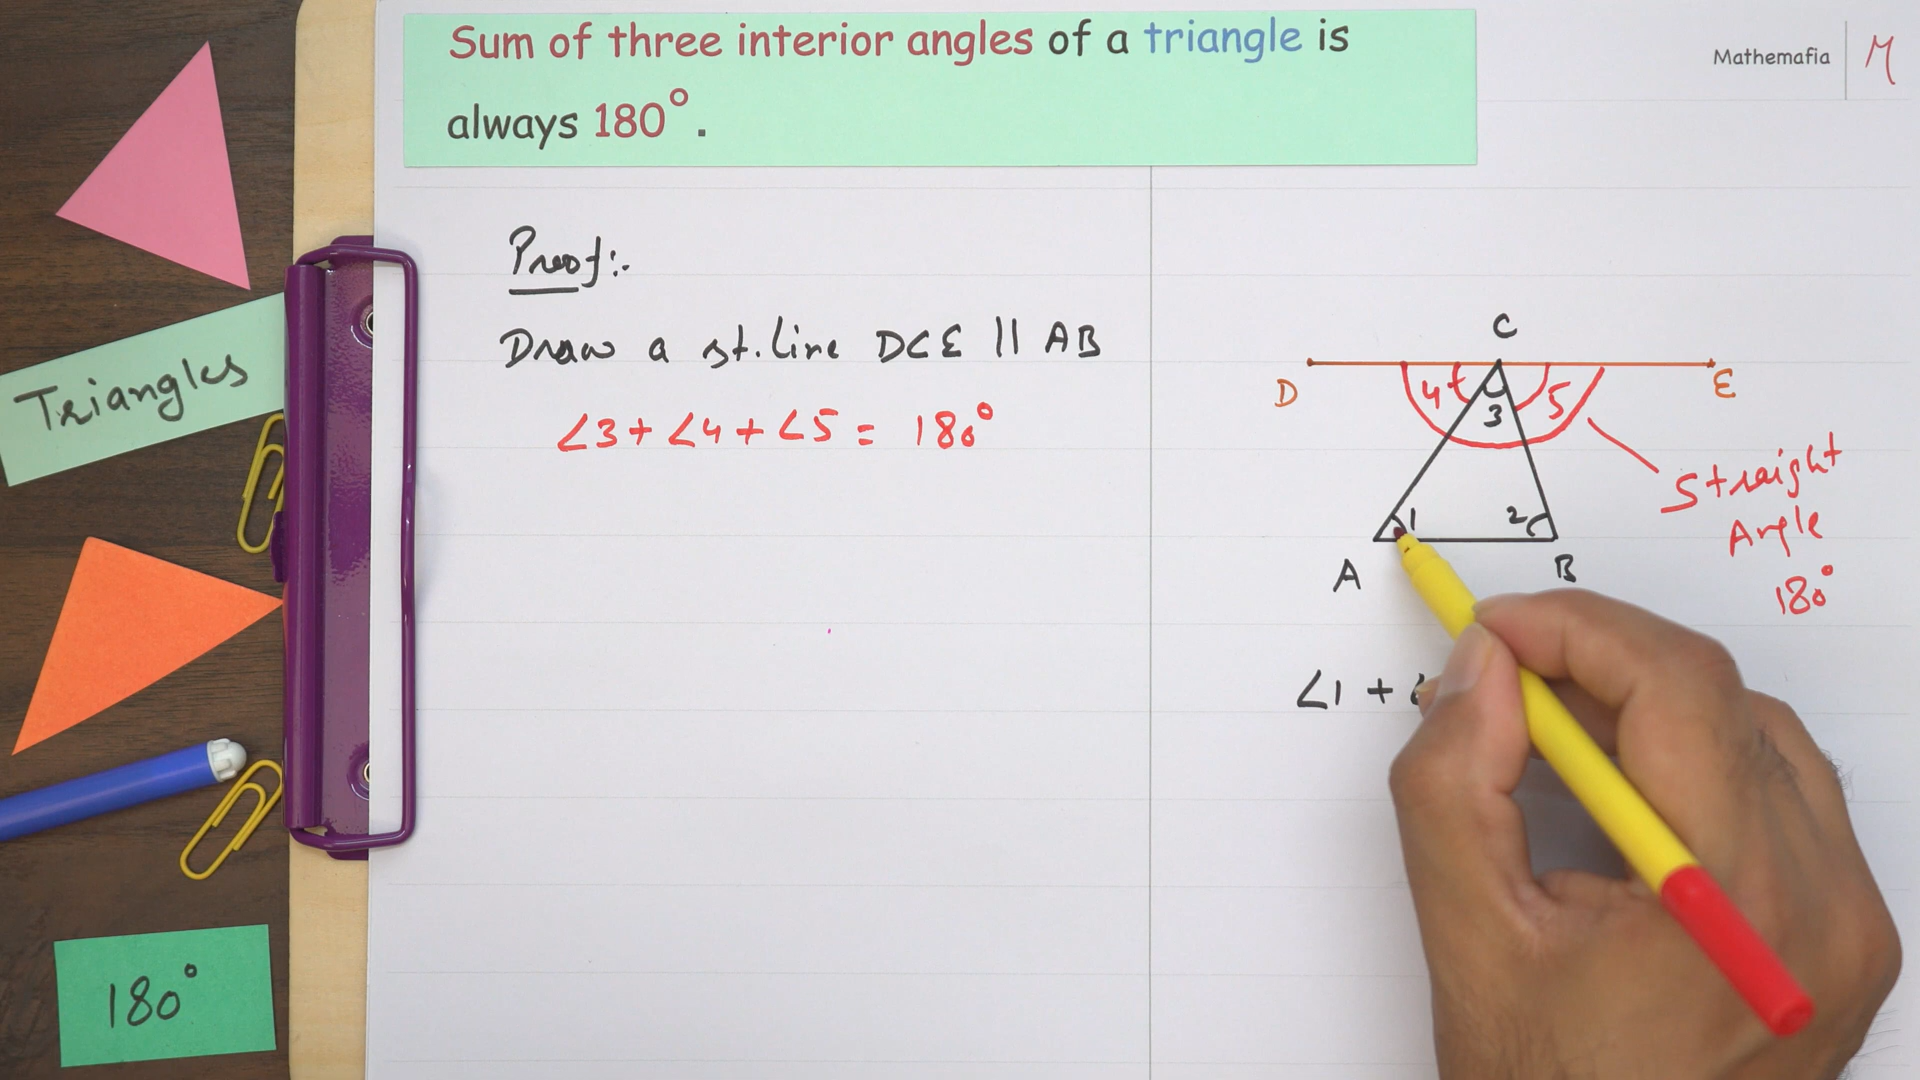 Sum of three interior angles of a triangle is
always 180°.
Mathemafia M
Proof:.
Draw a st. line DCE || AB
∠3 + ∠4 + ∠5 = 180°
C
D
E
4
3
5
1
2
A
B
Straight
Angle
180°
∠1 +
Triangles
180°